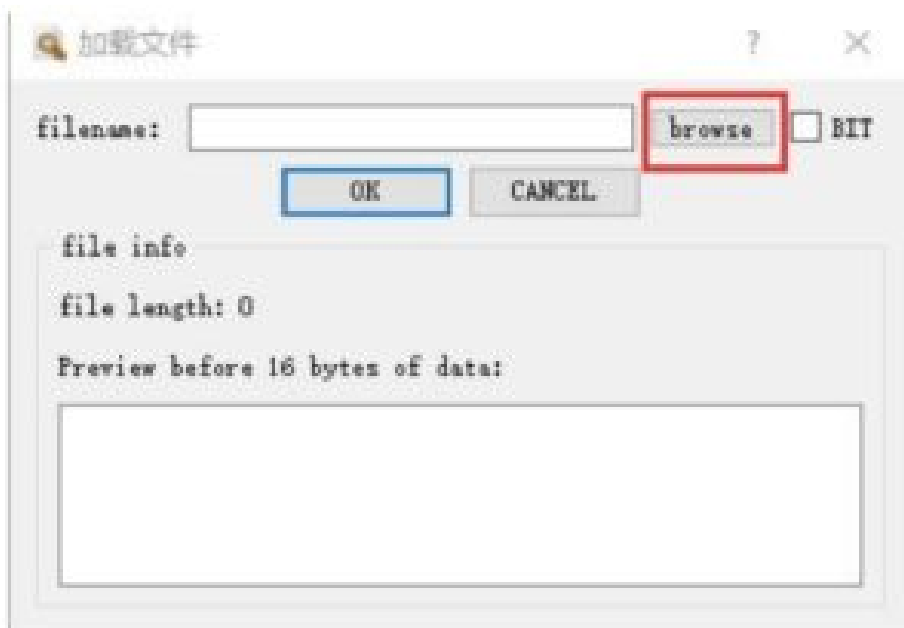 加载文件 ?
filename: browse BIT
OK CANCEL
file info
file length: 0
Preview before 16 bytes of data: